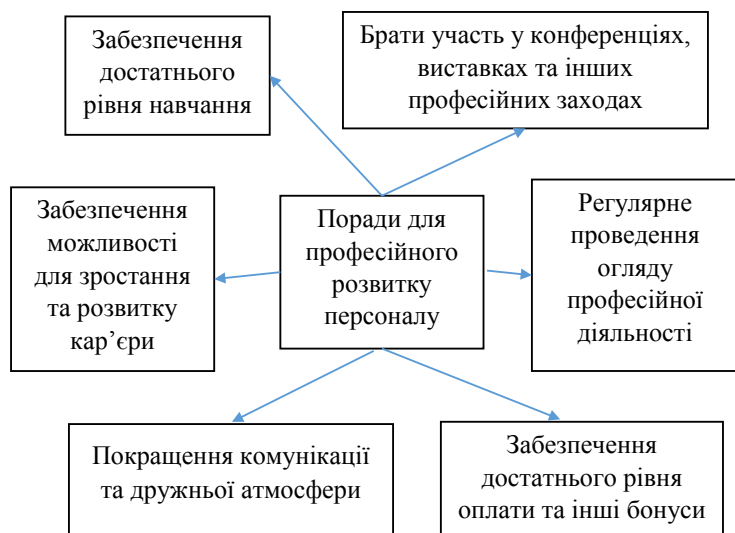 Забезпечення
достатнього
рівня навчання
Брати участь у конференціях,
виставках та інших
професійних заходах
Забезпечення
можливості
для зростання
та розвитку
кар’єри
Поради для
професійного
розвитку
персоналу
Регулярне
проведення
огляду
професійної
діяльності
Покращення комунікації
та дружньої атмосфери
Забезпечення
достатнього рівня
оплати та інші бонуси